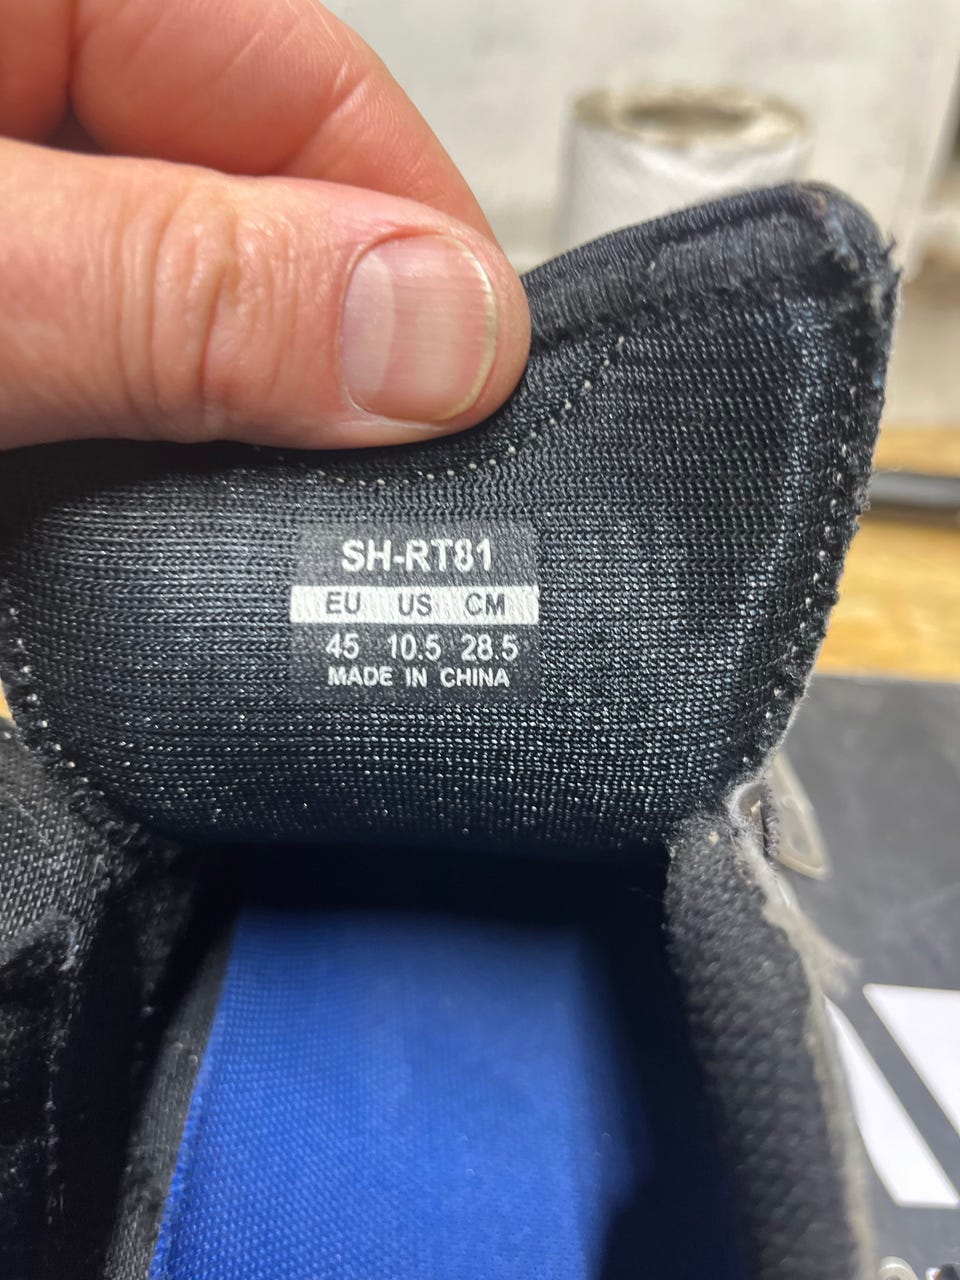 SH-RT81
EU US CM
45 10.5 28.5
MADE IN CHINA